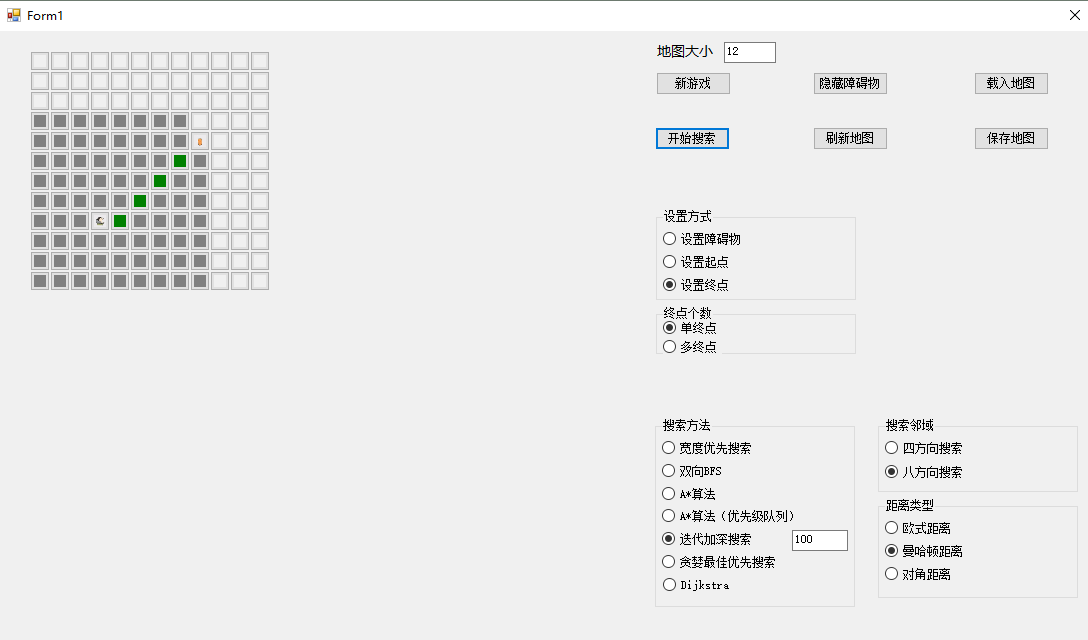 Form1
地图大小 12
新游戏 隐藏障碍物 载入地图
开始搜索 刷新地图 保存地图
设置方式
设置障碍物
设置起点
设置终点
终点个数
单终点
多终点
搜索方法
宽度优先搜索
双向BFS
A*算法
A*算法（优先级队列）
迭代加深搜索 100
贪婪最佳优先搜索
Dijkstra
搜索邻域
四方向搜索
八方向搜索
距离类型
欧式距离
曼哈顿距离
对角距离